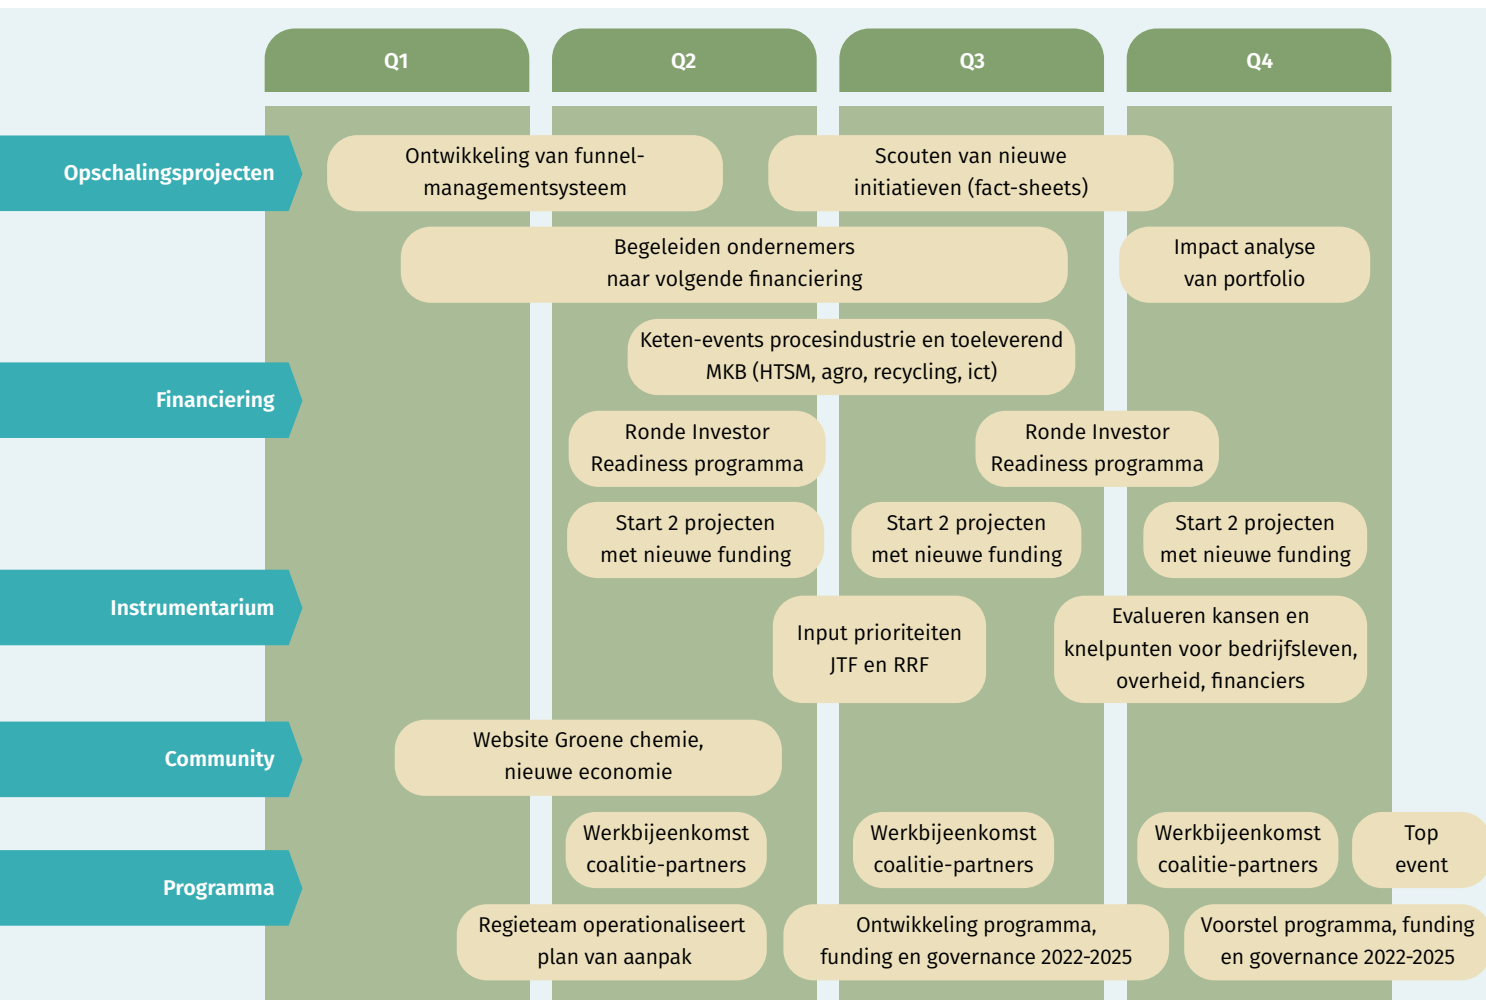 Q1
Q2
Q3
Q4
Opschalingsprojecten
Ontwikkeling van funnel-
managementsysteem
Scouten van nieuwe
initiatieven (fact-sheets)
Begeleiden ondernemers
naar volgende financiering
Impact analyse
van portfolio
Keten-events procesindustrie en toeleverend
MKB (HTSM, agro, recycling, ict)
Financiering
Ronde Investor
Readiness programma
Ronde Investor
Readiness programma
Start 2 projecten
met nieuwe funding
Start 2 projecten
met nieuwe funding
Start 2 projecten
met nieuwe funding
Instrumentarium
Input prioriteiten
JTF en RRF
Evalueren kansen en
knelpunten voor bedrijfsleven,
overheid, financiers
Community
Website Groene chemie,
nieuwe economie
Werkbijeenkomst
coalitie-partners
Werkbijeenkomst
coalitie-partners
Werkbijeenkomst
coalitie-partners
Top
event
Programma
Regieteam operationaliseert
plan van aanpak
Ontwikkeling programma,
funding en governance 2022-2025
Voorstel programma, funding
en governance 2022-2025